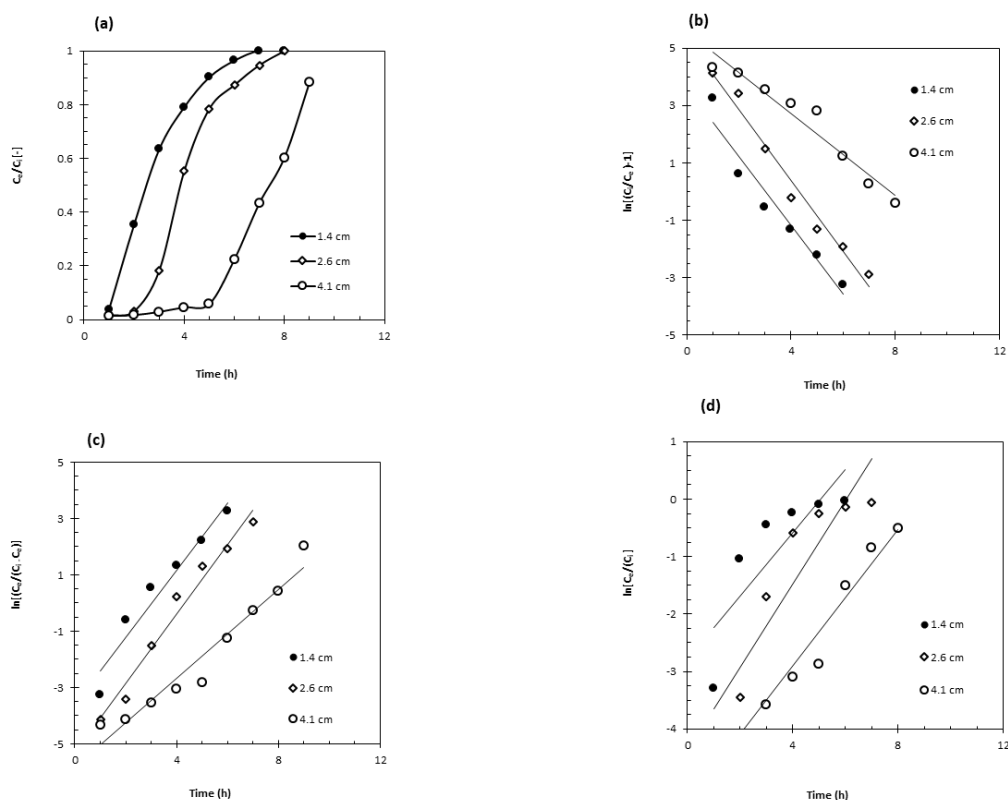 (a)
1
0.8
0.6
0.4
0.2
0
0 4 8 12
Cₑ/Cᵢ[-]
Time (h)
1.4 cm
2.6 cm
4.1 cm
(b)
5
3
1
-1
-3
-5
0 4 8 12
ln[(Cᵢ/Cₑ )-1]
Time (h)
1.4 cm
2.6 cm
4.1 cm
(c)
5
3
1
-1
-3
-5
0 4 8 12
ln[(Cₑ/(Cᵢ-Cₑ)]
Time (h)
1.4 cm
2.6 cm
4.1 cm
(d)
1
0
-1
-2
-3
-4
0 4 8 12
ln[Cₑ/(Cᵢ]
Time (h)
1.4 cm
2.6 cm
4.1 cm